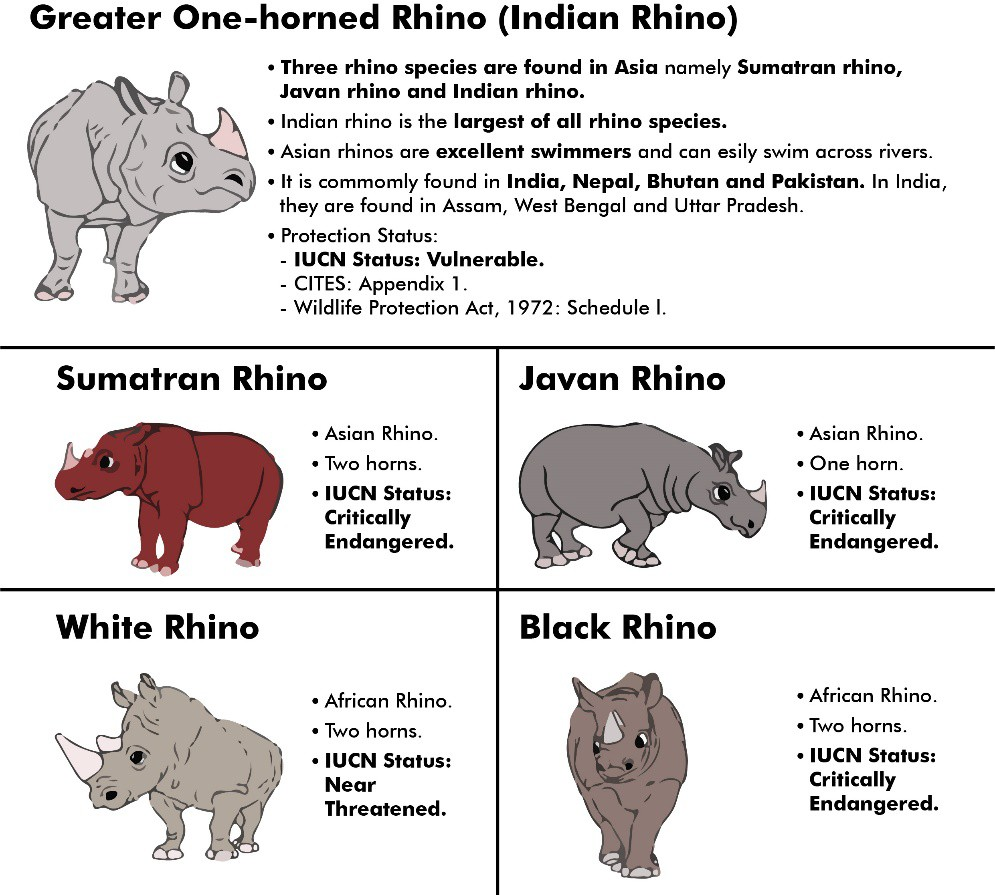 Greater One-horned Rhino (Indian Rhino)
• Three rhino species are found in Asia namely Sumatran rhino,
Javan rhino and Indian rhino.
• Indian rhino is the largest of all rhino species.
• Asian rhinos are excellent swimmers and can esily swim across rivers.
• It is commomly found in India, Nepal, Bhutan and Pakistan. In India,
they are found in Assam, West Bengal and Uttar Pradesh.
• Protection Status:
- IUCN Status: Vulnerable.
- CITES: Appendix 1.
- Wildlife Protection Act, 1972: Schedule I.
Sumatran Rhino
• Asian Rhino.
• Two horns.
• IUCN Status:
Critically
Endangered.
Javan Rhino
• Asian Rhino.
• One horn.
• IUCN Status:
Critically
Endangered.
White Rhino
• African Rhino.
• Two horns.
• IUCN Status:
Near
Threatened.
Black Rhino
• African Rhino.
• Two horns.
• IUCN Status:
Critically
Endangered.